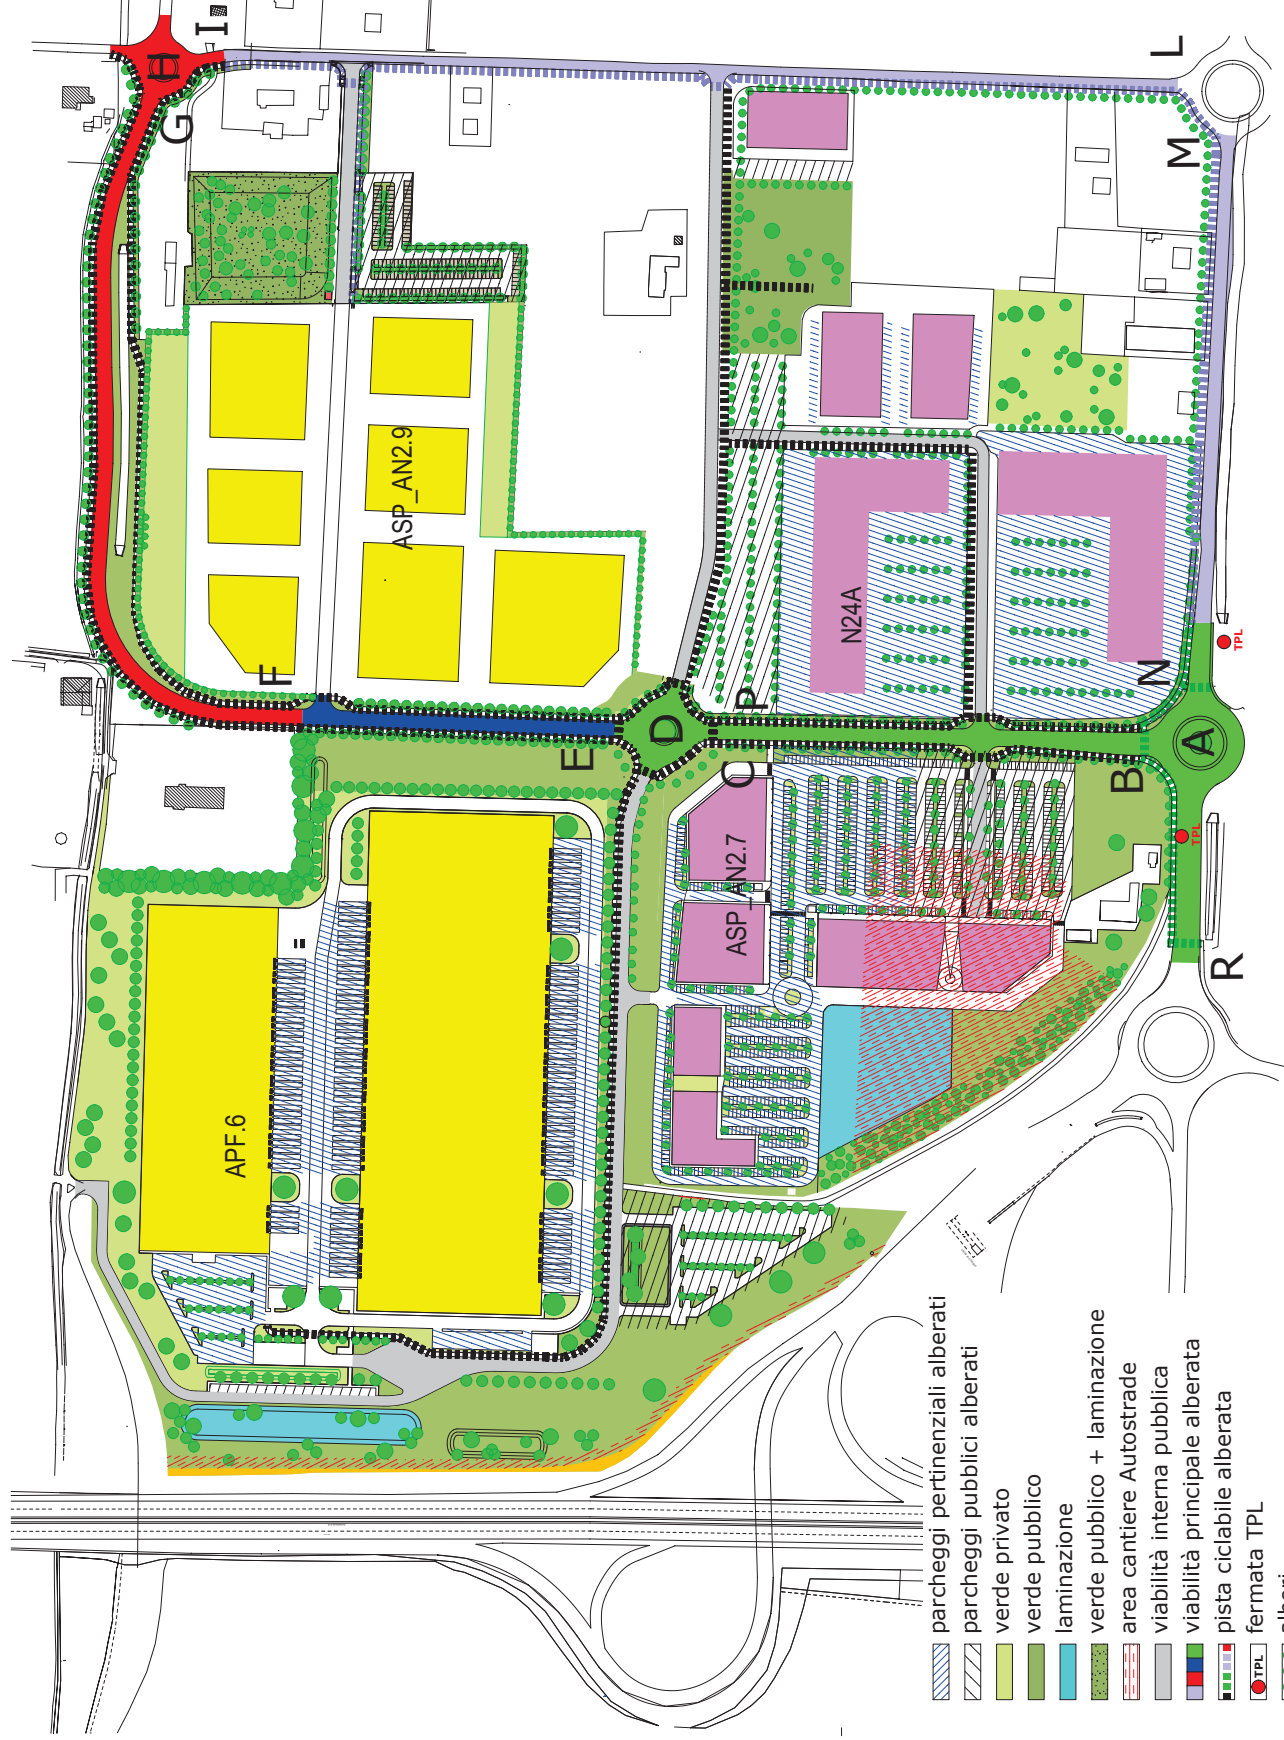 I
H
G
L
M
F
ASP_AN2.9
E
D
P
C
N24A
N
B
A
TPL
TPL
R
ASP_AN2.7
APF.6
parcheggi pertinenziali alberati
parcheggi pubblici alberati
verde privato
verde pubblico
laminazione
verde pubblico + laminazione
area cantiere Autostrade
viabilità interna pubblica
viabilità principale alberata
pista ciclabile alberata
TPL fermata TPL
alberi